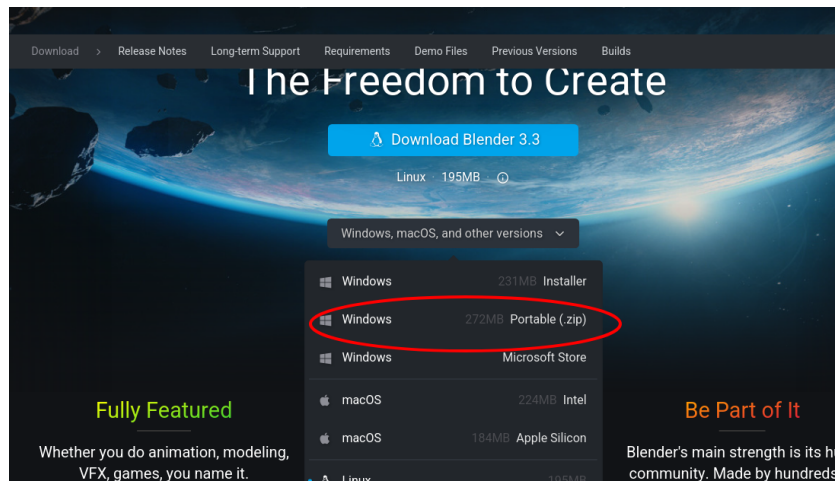 Download > Release Notes Long-term Support Requirements Demo Files Previous Versions Builds
The Freedom to Create
Download Blender 3.3
Linux 195MB
Windows, macOS, and other versions
Windows 231MB Installer
Windows 272MB Portable (.zip)
Windows Microsoft Store
macOS 224MB Intel
macOS 184MB Apple Silicon
Linux 195MB
Fully Featured
Whether you do animation, modeling,
VFX, games, you name it.
Be Part of It
Blender's main strength is its hu
community. Made by hundreds